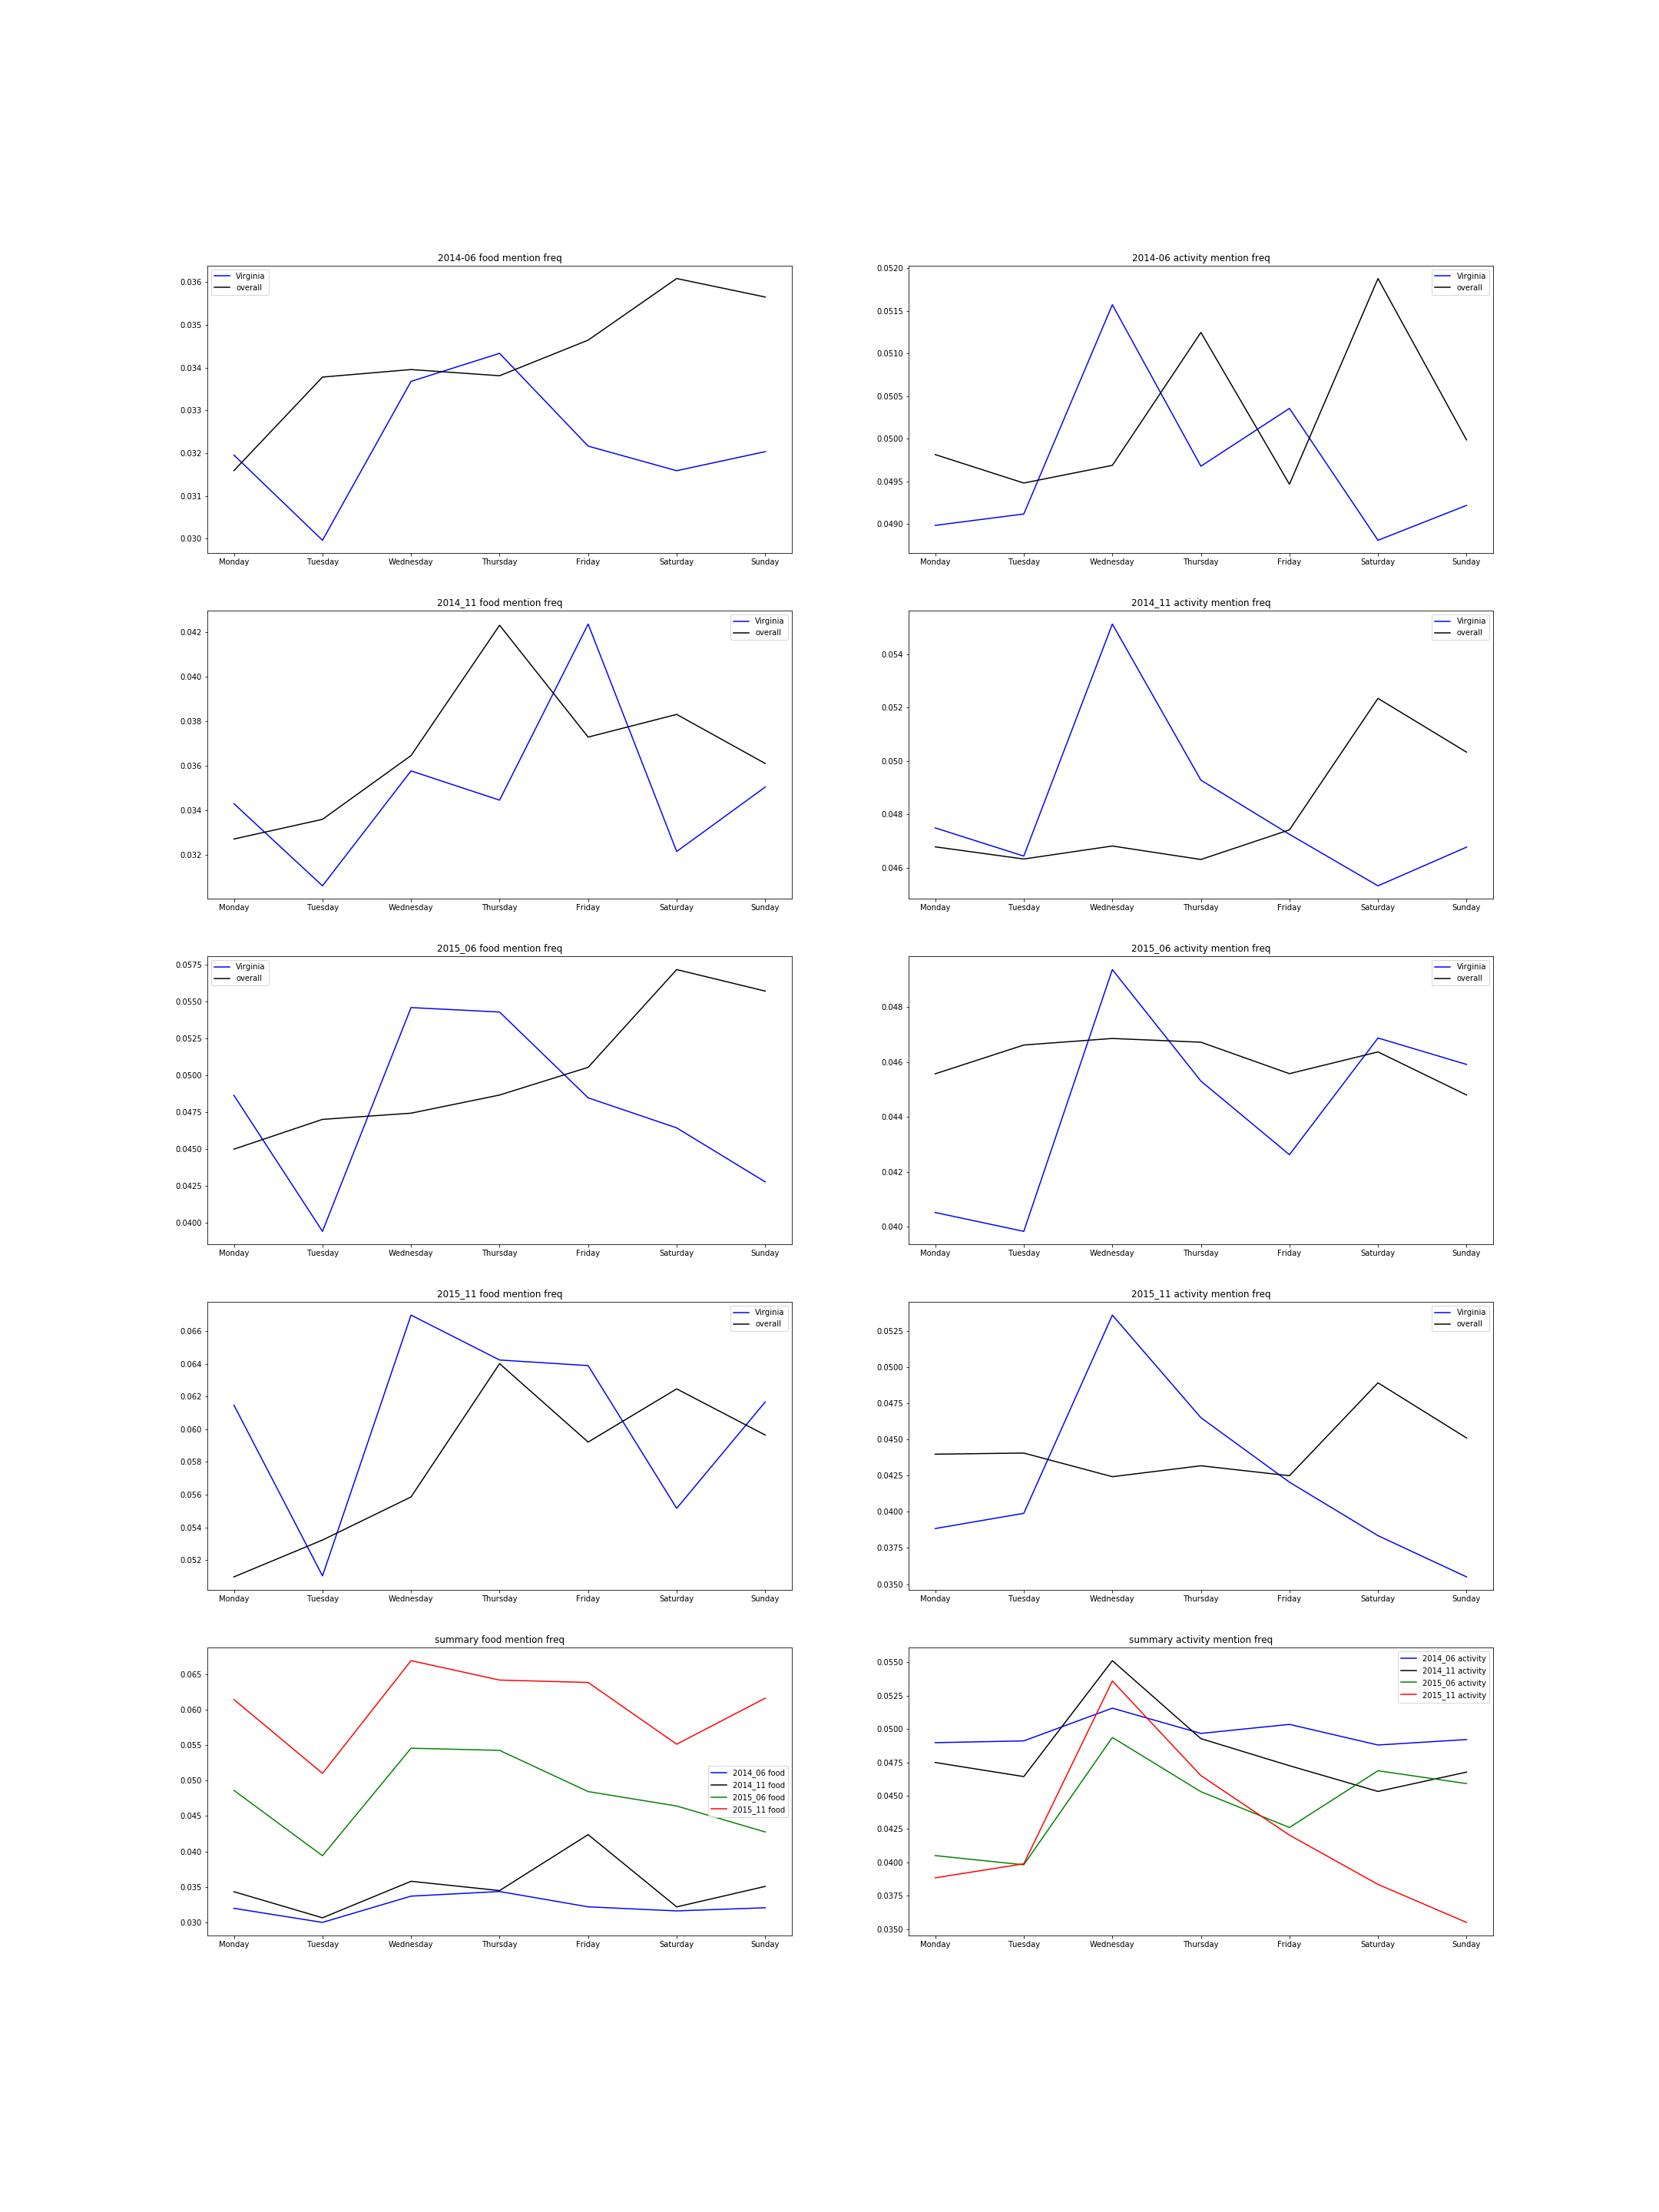 2014-06 food mention freq
Virginia
overall
0.036
0.035
0.034
0.033
0.032
0.031
0.030
Monday Tuesday Wednesday Thursday Friday Saturday Sunday
2014-06 activity mention freq
Virginia
overall
0.0520
0.0515
0.0510
0.0505
0.0500
0.0495
0.0490
Monday Tuesday Wednesday Thursday Friday Saturday Sunday
2014_11 food mention freq
Virginia
overall
0.042
0.040
0.038
0.036
0.034
0.032
Monday Tuesday Wednesday Thursday Friday Saturday Sunday
2014_11 activity mention freq
Virginia
overall
0.054
0.052
0.050
0.048
0.046
Monday Tuesday Wednesday Thursday Friday Saturday Sunday
2015_06 food mention freq
Virginia
overall
0.0575
0.0550
0.0525
0.0500
0.0475
0.0450
0.0425
0.0400
Monday Tuesday Wednesday Thursday Friday Saturday Sunday
2015_06 activity mention freq
Virginia
overall
0.048
0.046
0.044
0.042
0.040
Monday Tuesday Wednesday Thursday Friday Saturday Sunday
2015_11 food mention freq
Virginia
overall
0.066
0.064
0.062
0.060
0.058
0.056
0.054
0.052
Monday Tuesday Wednesday Thursday Friday Saturday Sunday
2015_11 activity mention freq
Virginia
overall
0.0525
0.0500
0.0475
0.0450
0.0425
0.0400
0.0375
0.0350
Monday Tuesday Wednesday Thursday Friday Saturday Sunday
summary food mention freq
0.065
0.060
0.055
0.050
0.045
0.040
0.035
0.030
2014_06 food
2014_11 food
2015_06 food
2015_11 food
Monday Tuesday Wednesday Thursday Friday Saturday Sunday
summary activity mention freq
2014_06 activity
2014_11 activity
2015_06 activity
2015_11 activity
0.0550
0.0525
0.0500
0.0475
0.0450
0.0425
0.0400
0.0375
0.0350
Monday Tuesday Wednesday Thursday Friday Saturday Sunday